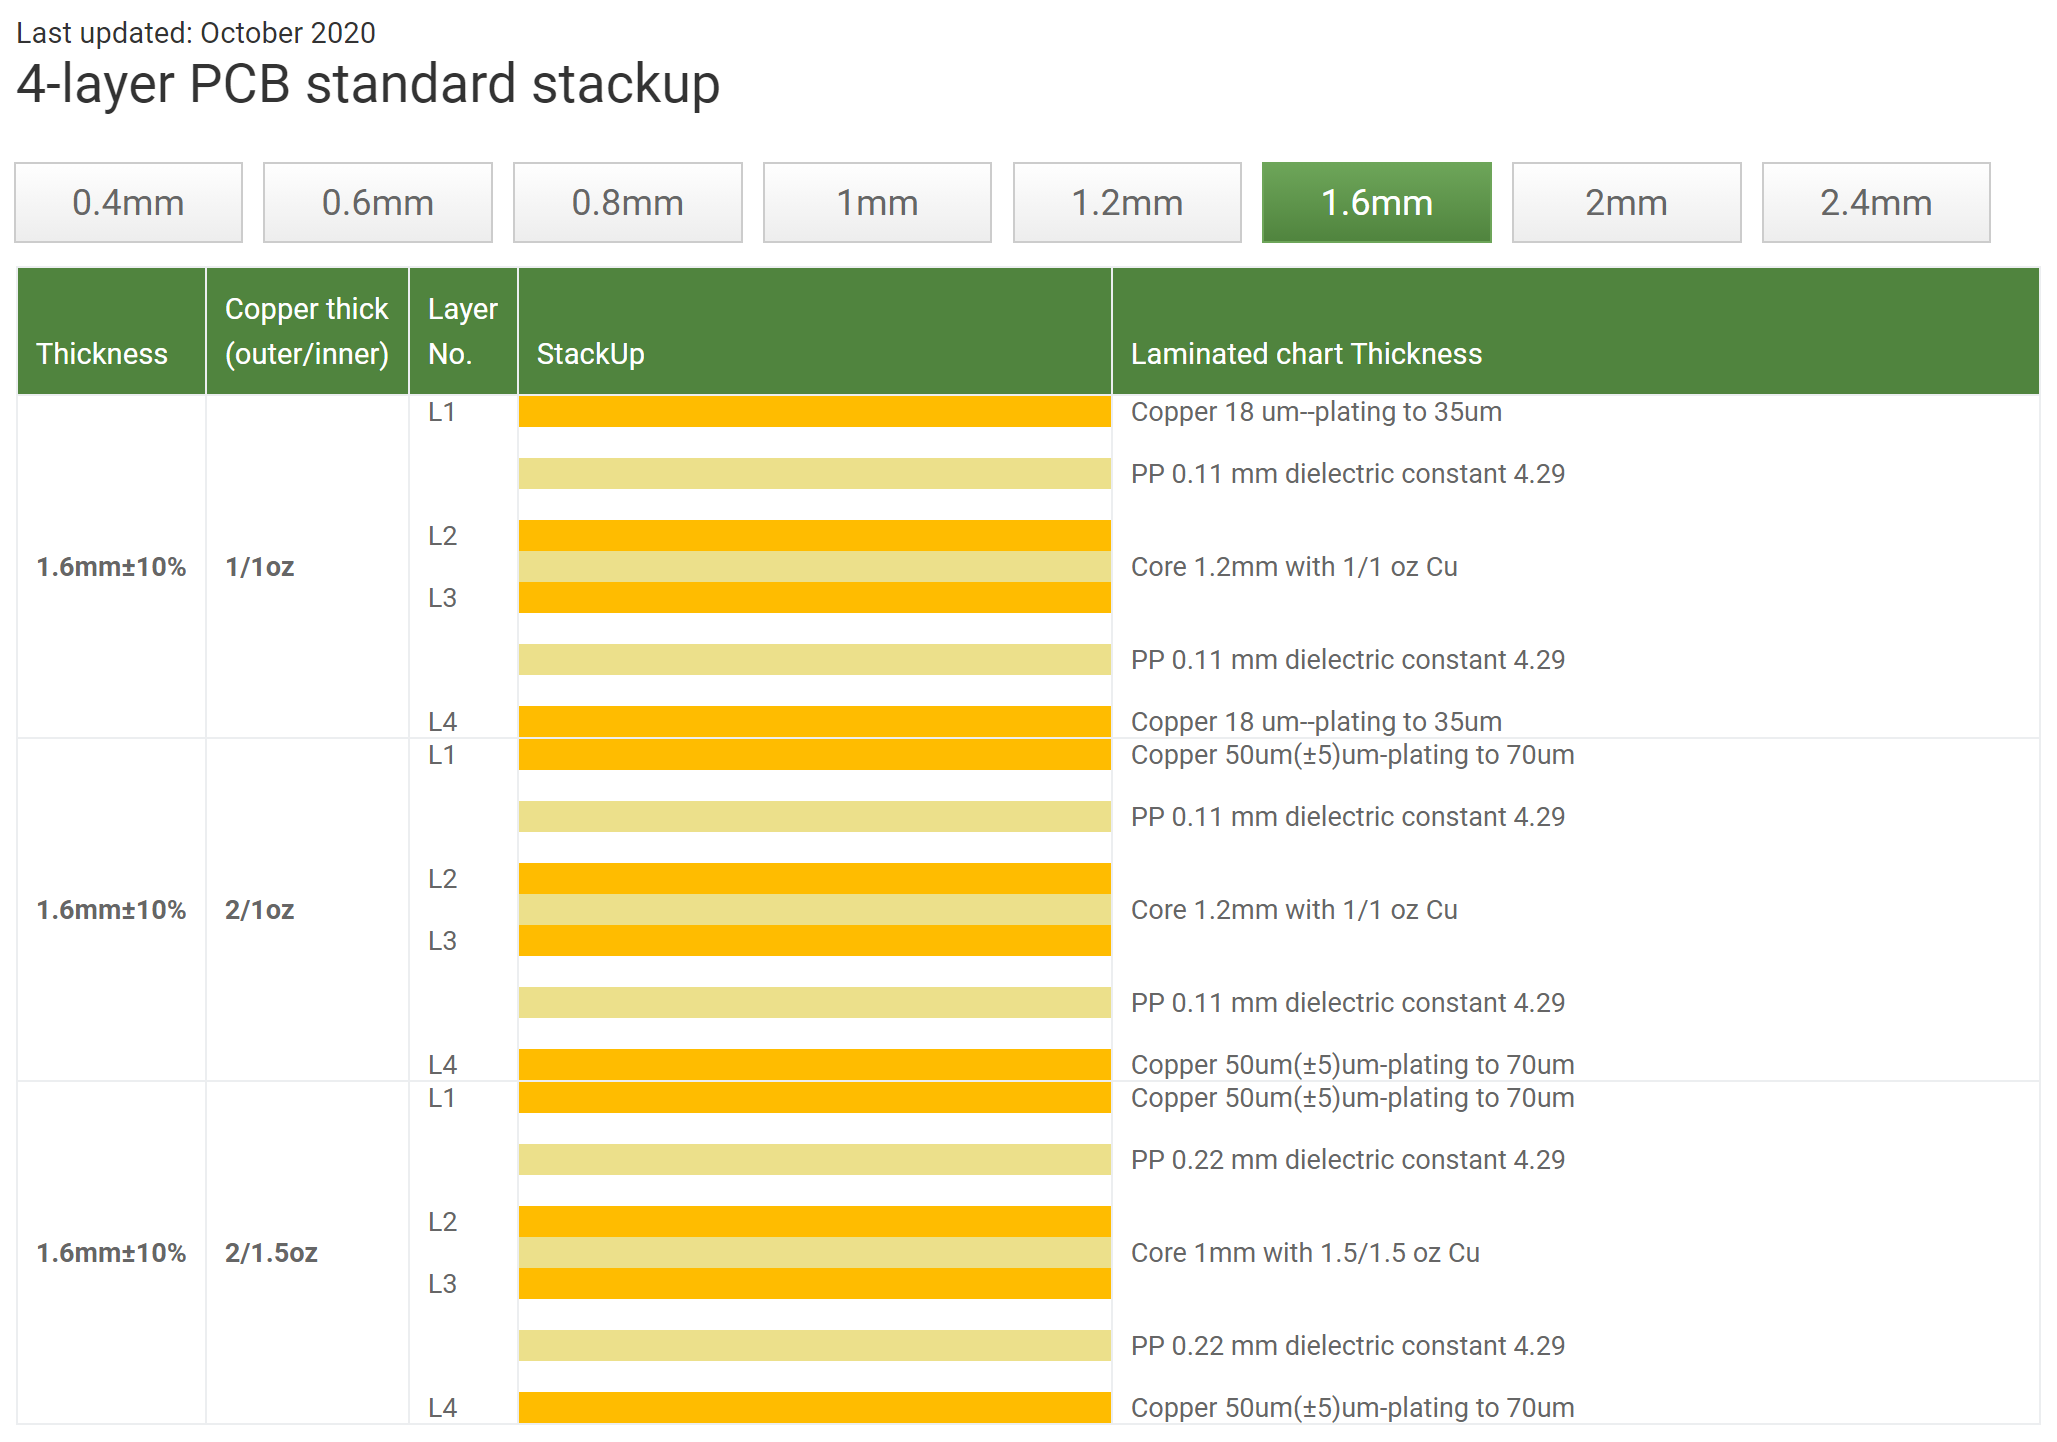 Last updated: October 2020
4-layer PCB standard stackup
0.4mm 0.6mm 0.8mm 1mm 1.2mm 1.6mm 2mm 2.4mm
Thickness Copper thick (outer/inner) Layer No. StackUp Laminated chart Thickness
L1 Copper 18 um--plating to 35um
PP 0.11 mm dielectric constant 4.29
L2
1.6mm±10% 1/1oz Core 1.2mm with 1/1 oz Cu
L3
PP 0.11 mm dielectric constant 4.29
L4 Copper 18 um--plating to 35um
L1 Copper 50um(±5)um-plating to 70um
PP 0.11 mm dielectric constant 4.29
L2
1.6mm±10% 2/1oz Core 1.2mm with 1/1 oz Cu
L3
PP 0.11 mm dielectric constant 4.29
L4 Copper 50um(±5)um-plating to 70um
L1 Copper 50um(±5)um-plating to 70um
PP 0.22 mm dielectric constant 4.29
L2
1.6mm±10% 2/1.5oz Core 1mm with 1.5/1.5 oz Cu
L3
PP 0.22 mm dielectric constant 4.29
L4 Copper 50um(±5)um-plating to 70um